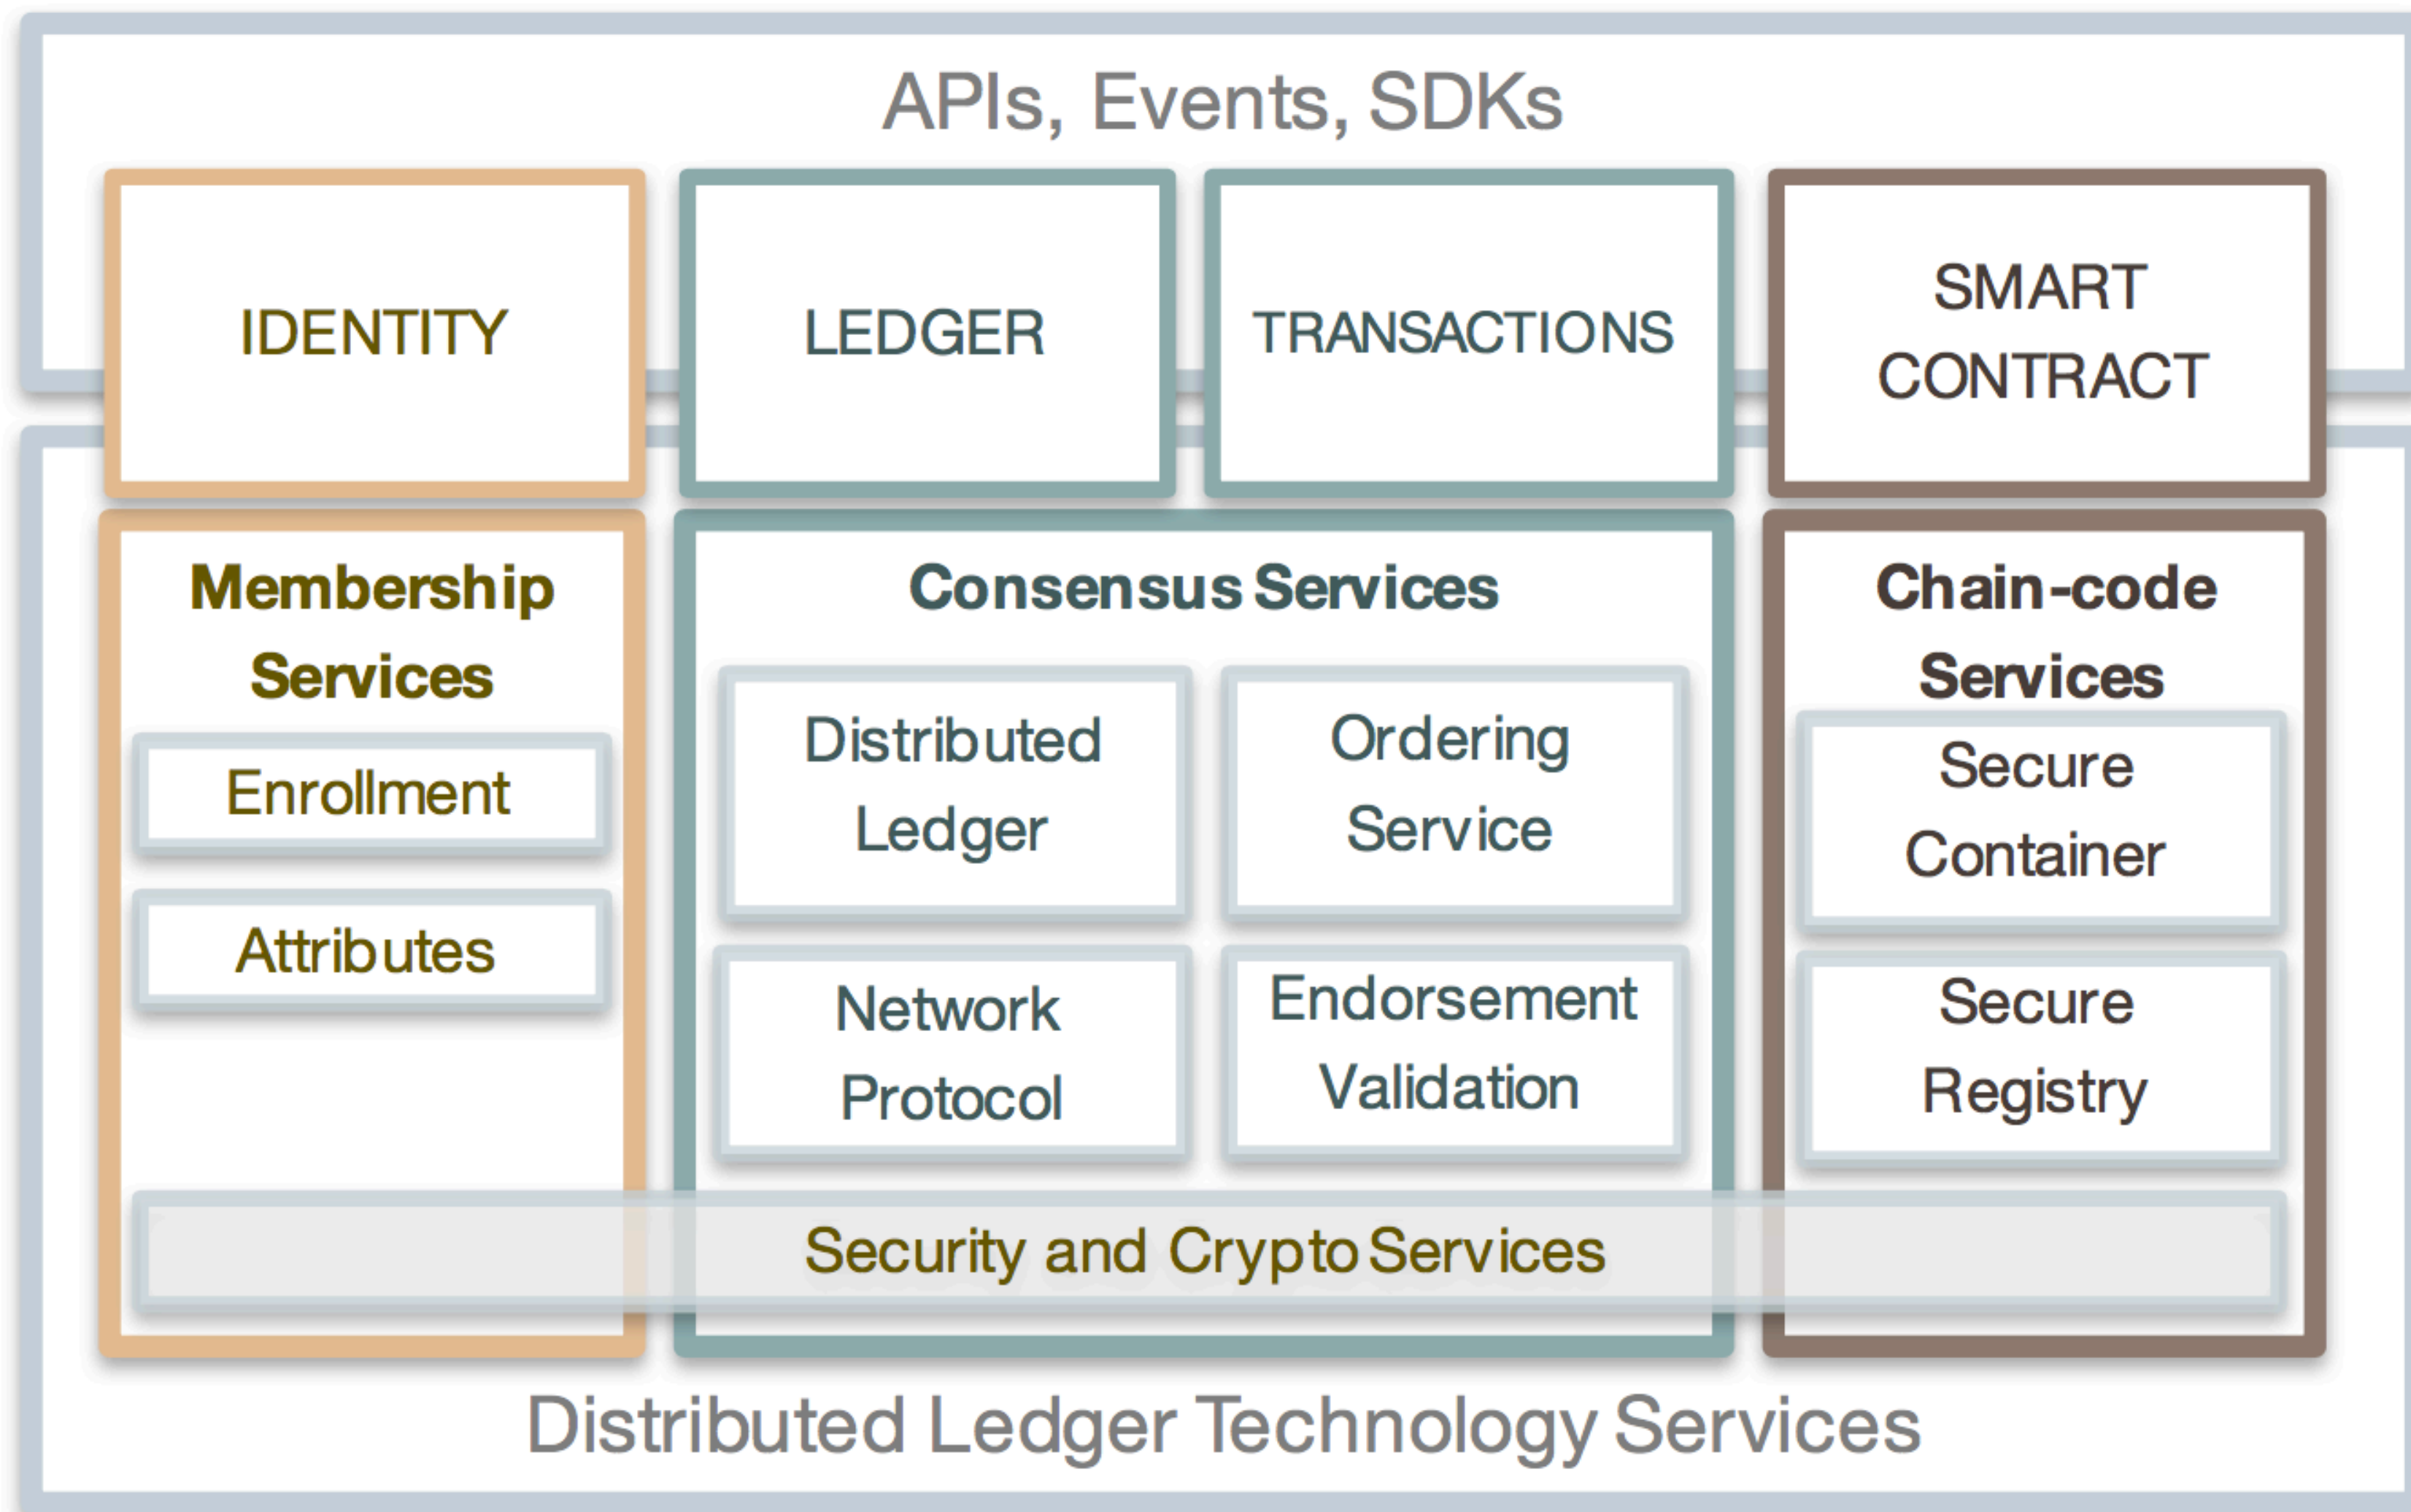 APIs, Events, SDKs
IDENTITY
LEDGER
TRANSACTIONS
SMART
CONTRACT
Membership
Services
Enrollment
Attributes
Consensus Services
Distributed
Ledger
Ordering
Service
Network
Protocol
Endorsement
Validation
Chain-code
Services
Secure
Container
Secure
Registry
Security and Crypto Services
Distributed Ledger Technology Services